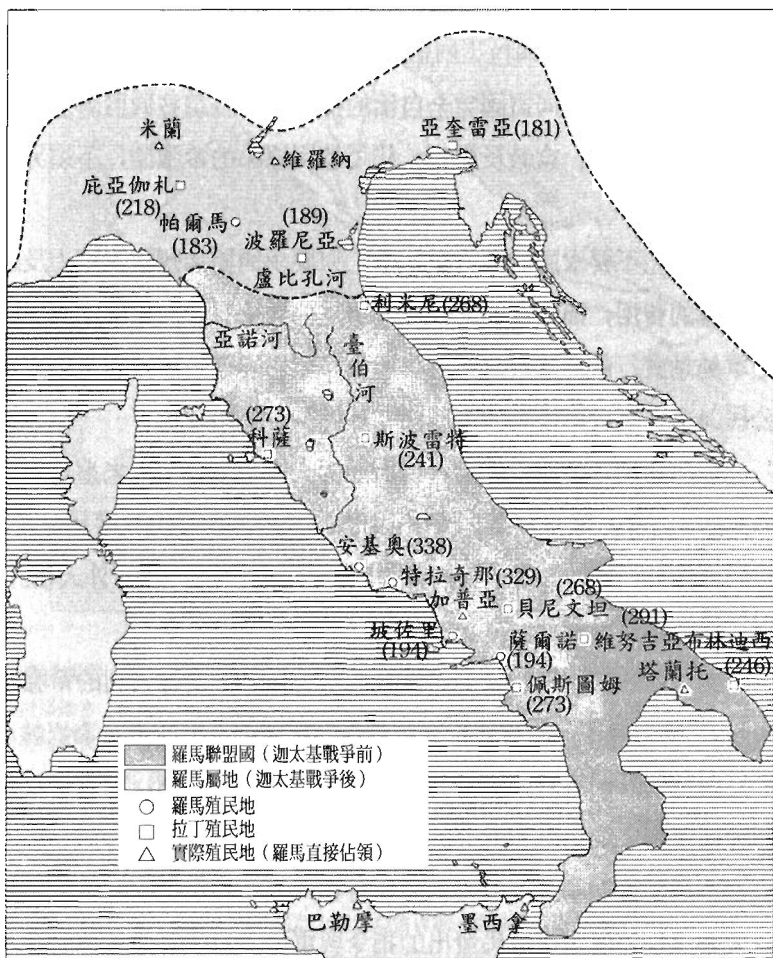 米蘭
亞奎雷亞(181)
維羅納
庇亞伽札
(218)
帕爾馬
(183)
(189)
波羅尼亞
盧比孔河
利米尼(268)
亞諾河
臺伯河
(273)
科薩
斯波雷特
(241)
安基奧(338)
特拉奇那(329)
加普亞
(268)
貝尼文坦
(291)
坡佐里
(194)
薩爾諾
(194)
維努吉亞布林迪西
(246)
塔蘭托
佩斯圖姆
(273)
羅馬聯盟國(迦太基戰爭前)
羅馬屬地(迦太基戰爭後)
羅馬殖民地
拉丁殖民地
實際殖民地(羅馬直接佔領)
巴勒摩
墨西拿